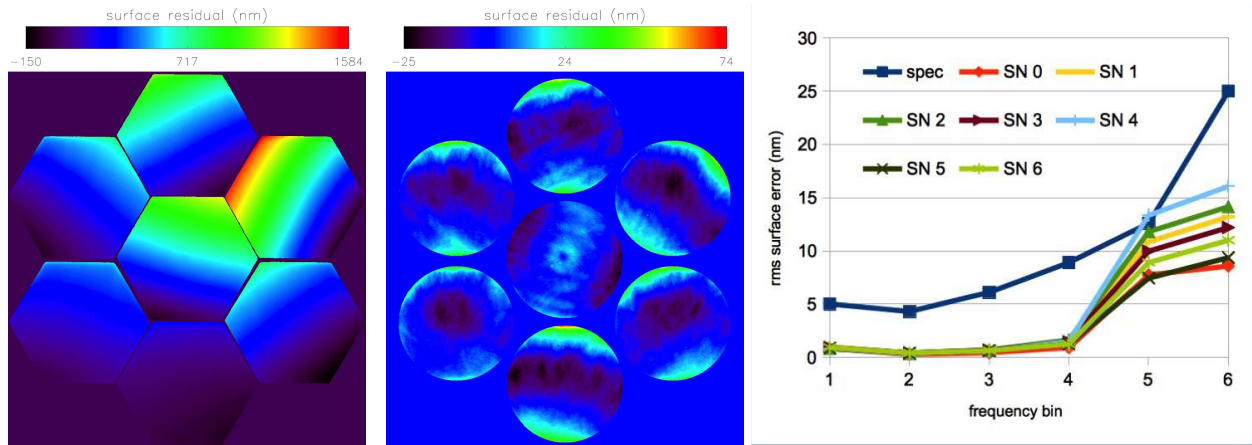 surface residual (nm)
−150 717 1584
surface residual (nm)
−25 24 74
30
25
20
15
10
5
0
rms surface error (nm)
spec SN 0 SN 1
SN 2 SN 3 SN 4
SN 5 SN 6
1 2 3 4 5 6
frequency bin